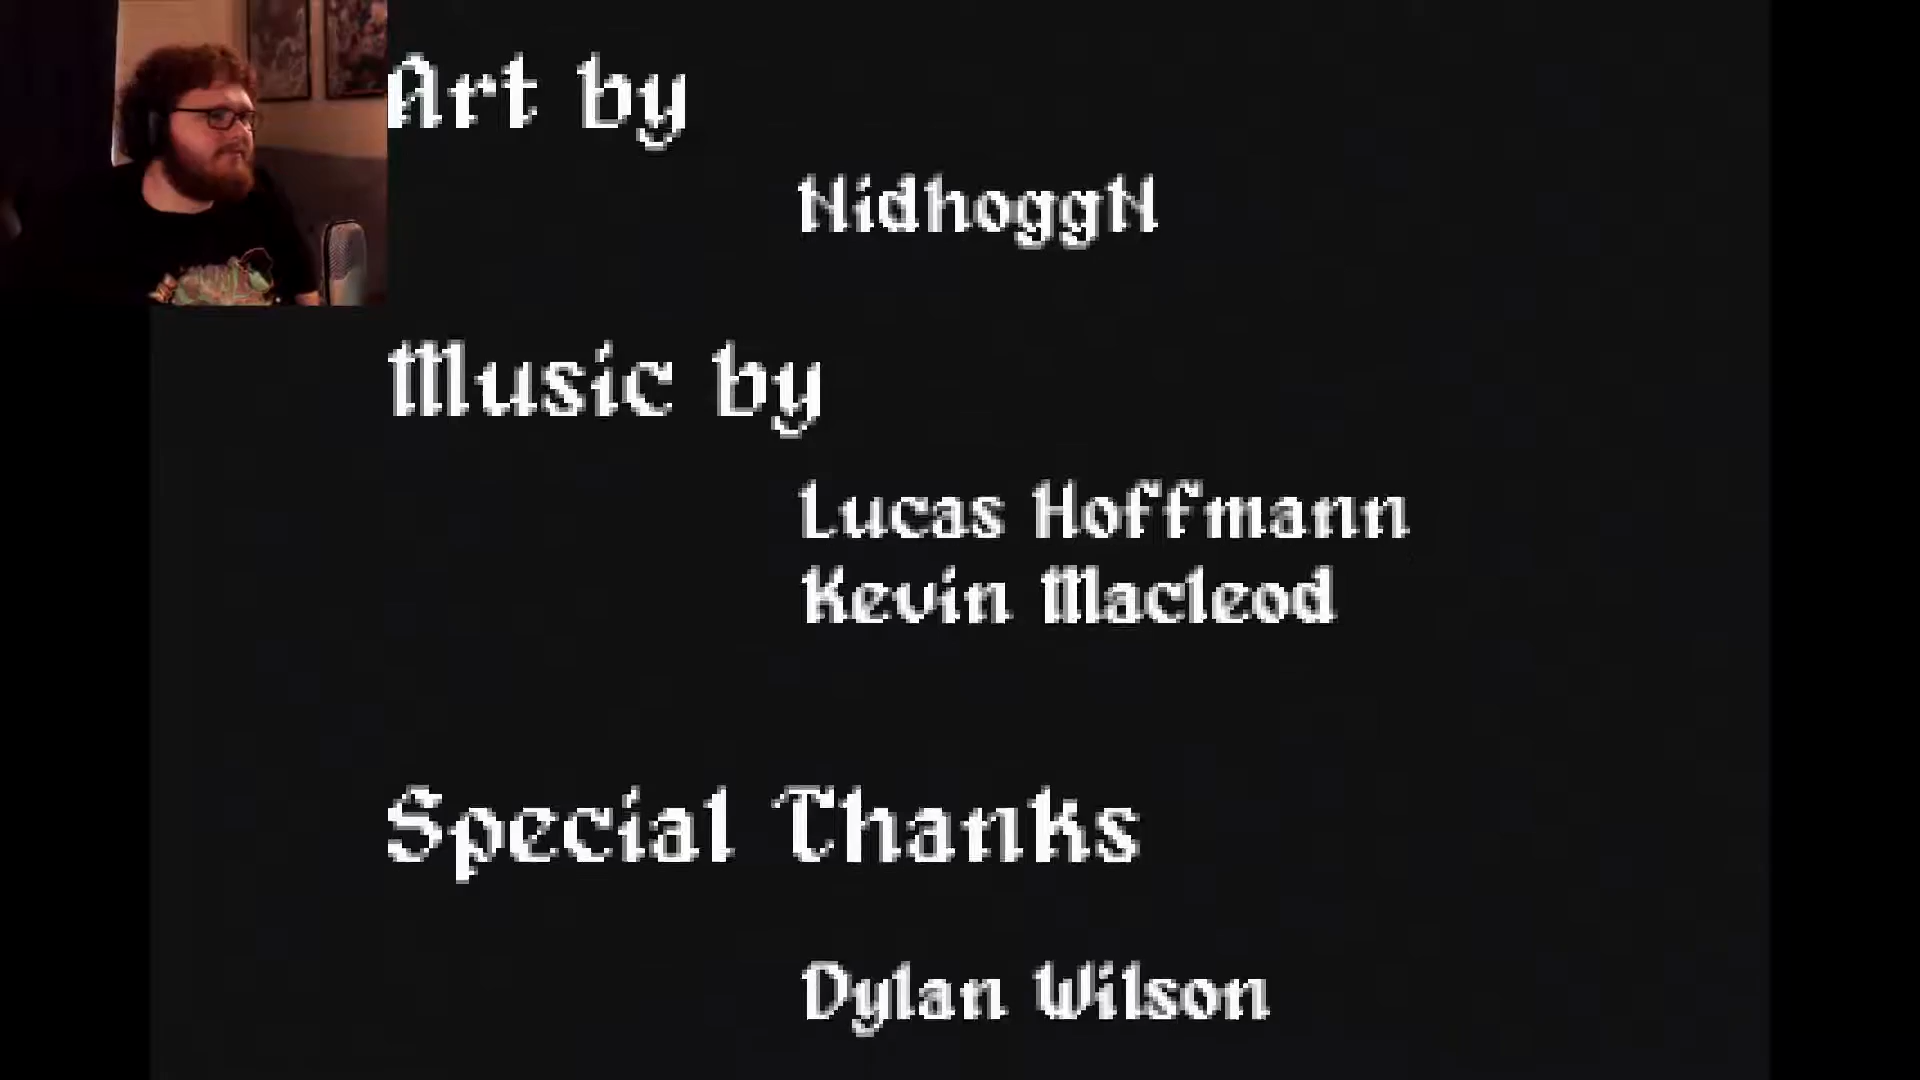 Art by
NidhoggN
Music by
Lucas Hoffmann
Kevin Macleod
Special Thanks
Dylan Wilson